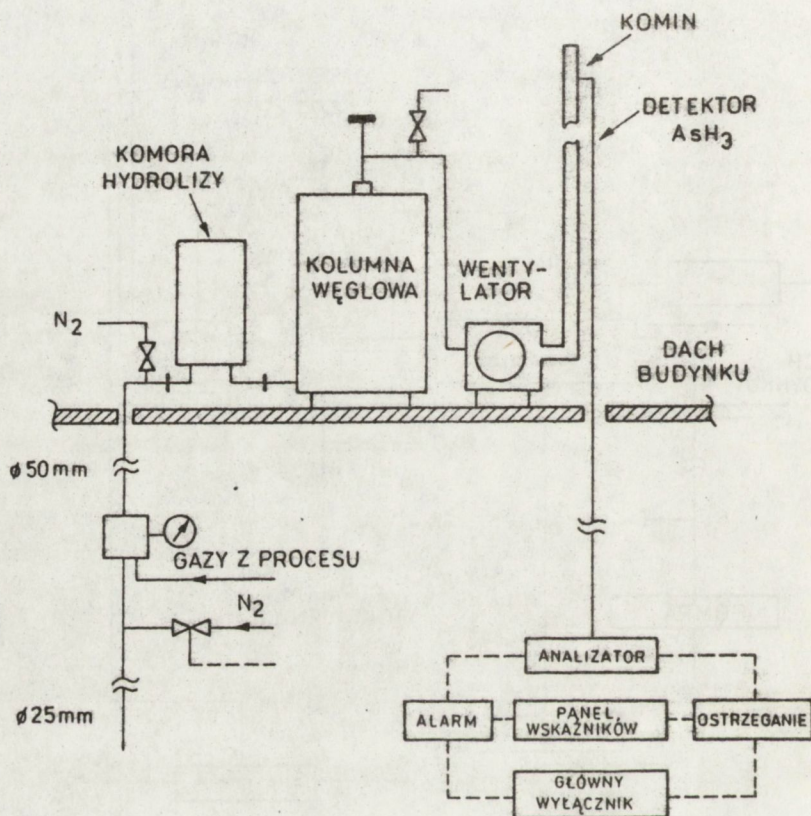 KOMIN
DETEKTOR
AsH3
KOMORA
HYDROLIZY
KOLUMNA
WĘGLOWA
WENTY-
LATOR
N2
DACH
BUDYNKU
ø50mm
GAZY Z PROCESU
N2
ø25mm
ANALIZATOR
ALARM
PANEL
WSKAŹNIKÓW
OSTRZEGANIE
GŁÓWNY
WYŁĄCZNIK